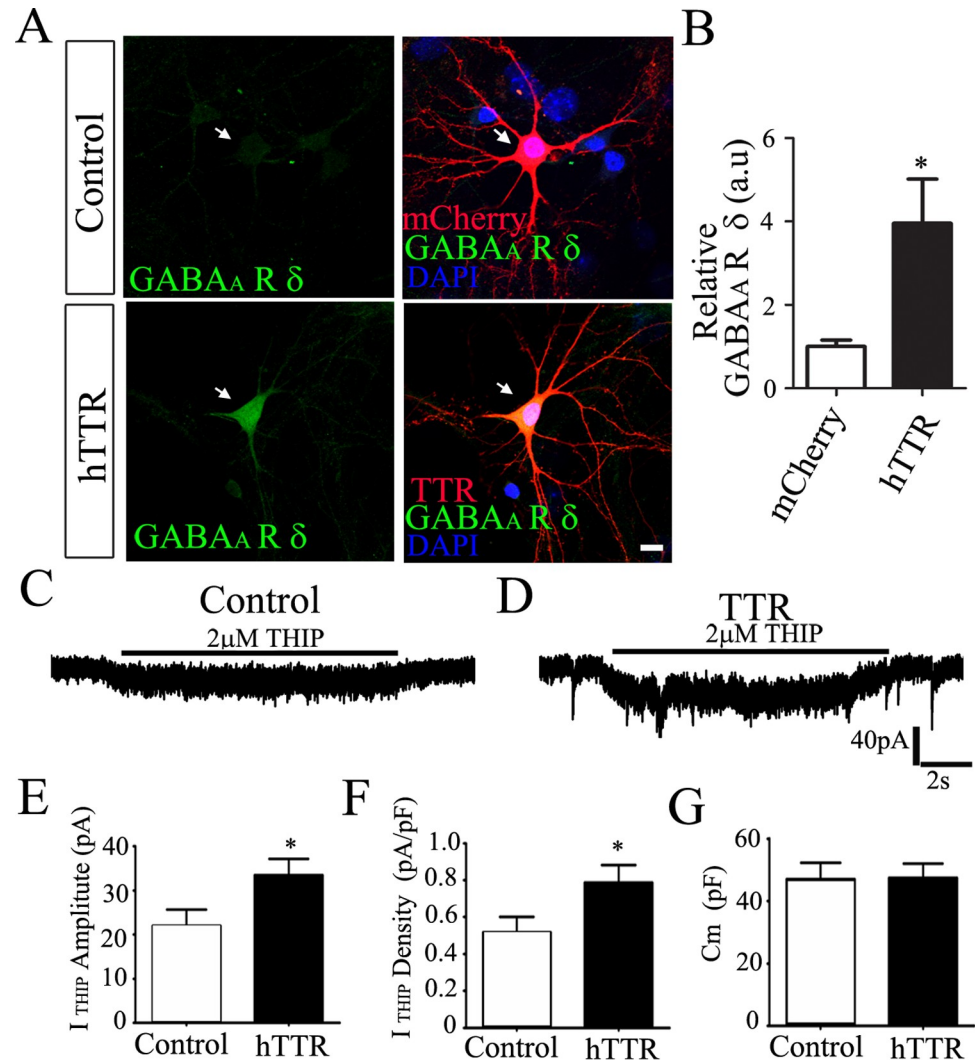 A
Control
GABAA R δ
mCherry
GABAA R δ
DAPI
hTTR
GABAA R δ
TTR
GABAA R δ
DAPI
B
Relative
GABAA R δ (a.u)
6
4
2
0
*
mCherry
hTTR
C
Control
2μM THIP
D
TTR
2μM THIP
40pA
2s
E
I THIP Amplitute (pA)
40
30
20
10
0
*
Control
hTTR
F
I THIP Density (pA/pF)
1.0
0.8
0.6
0.4
0.2
0
*
Control
hTTR
G
Cm (pF)
60
40
20
0
Control
hTTR